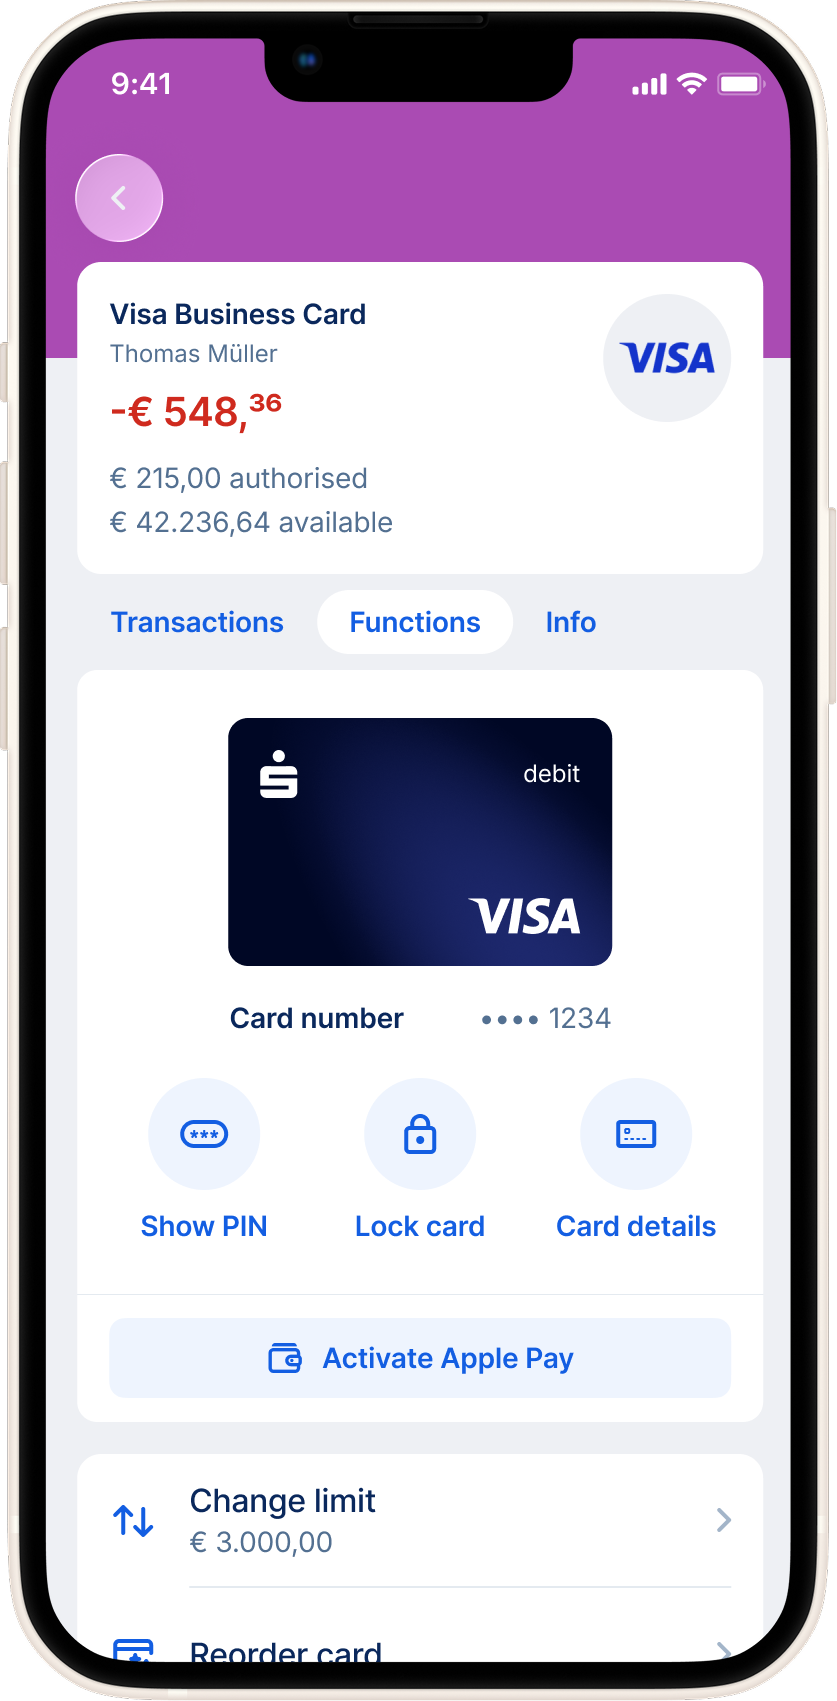 9:41
Visa Business Card
Thomas Müller
VISA
-€ 548,³⁶
€ 215,00 authorised
€ 42.236,64 available
Transactions Functions Info
debit
VISA
Card number •••• 1234
***
Show PIN Lock card Card details
Activate Apple Pay
Change limit
€ 3.000,00
Reorder card